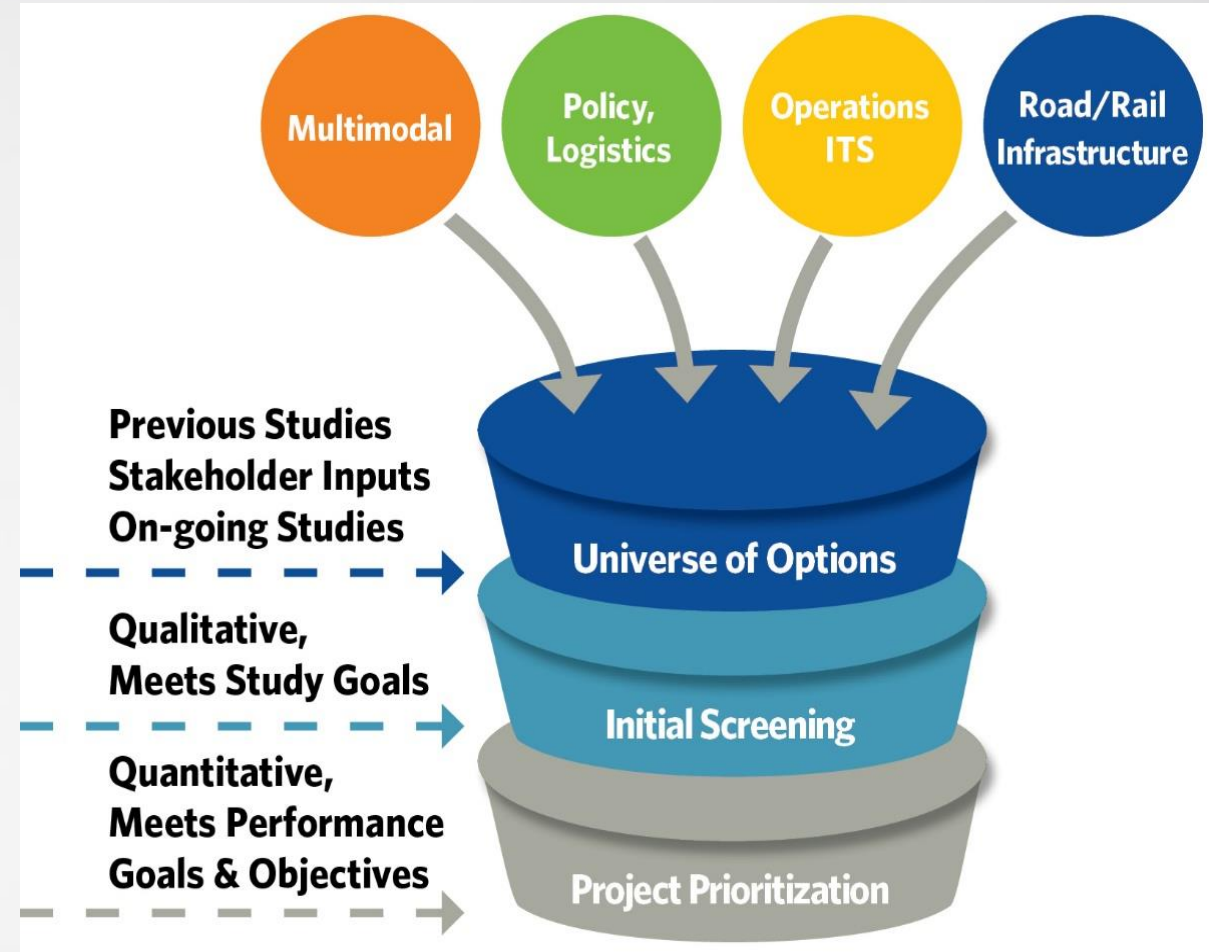 Multimodal
Policy,
Logistics
Operations
ITS
Road/Rail
Infrastructure
Previous Studies
Stakeholder Inputs
On-going Studies
Universe of Options
Qualitative,
Meets Study Goals
Initial Screening
Quantitative,
Meets Performance
Goals & Objectives
Project Prioritization